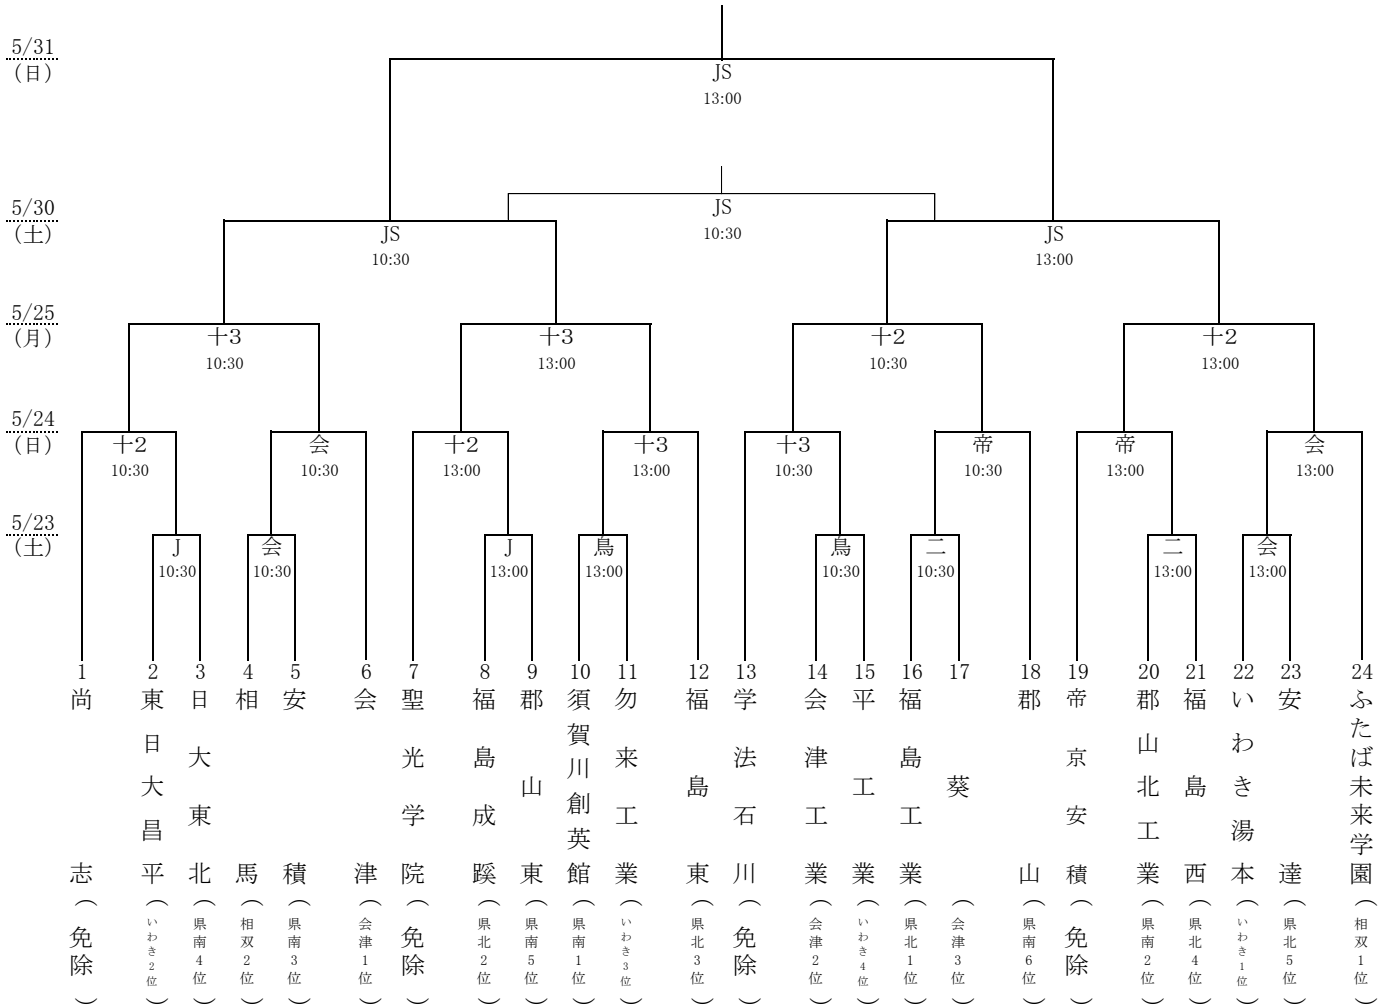 5/31
(日)
JS
13:00
5/30
(土)
JS
10:30
JS
10:30
JS
13:00
5/25
(月)
十3
10:30
十3
13:00
十2
10:30
十2
13:00
5/24
(日)
十2
10:30
会
10:30
十2
13:00
十3
13:00
十3
10:30
帝
10:30
帝
13:00
会
13:00
5/23
(土)
J
10:30
会
10:30
J
13:00
鳥
13:00
鳥
10:30
二
10:30
二
13:00
会
13:00
1
尚志
(免除)
2
東日大昌平
(いわき2位)
3
日大東北
(県南4位)
4
相馬
(相双2位)
5
安積
(県南3位)
6
会津
(会津1位)
7
聖光学院
(免除)
8
福島成蹊
(県北2位)
9
郡山東
(県南5位)
10
須賀川創英館
(県南1位)
11
勿来工業
(いわき3位)
12
福島東
(県北3位)
13
学法石川
(免除)
14
会津工業
(会津2位)
15
平工業
(いわき4位)
16
福島工業
(県北1位)
17
葵
(会津3位)
18
郡山
(県南6位)
19
帝京安積
(免除)
20
郡山北工業
(県南2位)
21
福島西
(県北4位)
22
いわき湯本
(いわき1位)
23
安達
(県北5位)
24
ふたば未来学園
(相双1位)